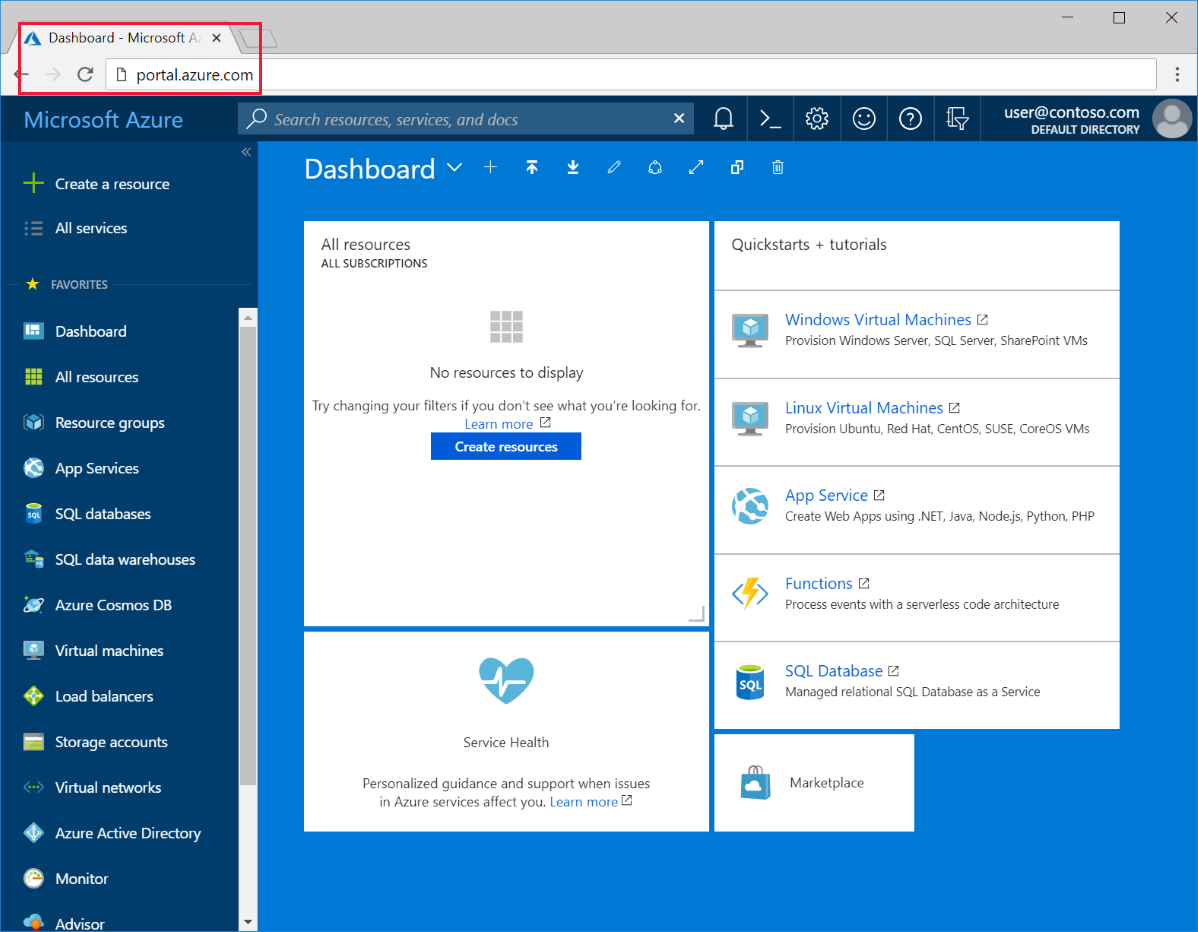 Dashboard - Microsoft Az
portal.azure.com
Microsoft Azure
Search resources, services, and docs
user@contoso.com
DEFAULT DIRECTORY
Create a resource
All services
FAVORITES
Dashboard
All resources
Resource groups
App Services
SQL databases
SQL data warehouses
Azure Cosmos DB
Virtual machines
Load balancers
Storage accounts
Virtual networks
Azure Active Directory
Monitor
Advisor
Dashboard
All resources
ALL SUBSCRIPTIONS
No resources to display
Try changing your filters if you don't see what you're looking for.
Learn more
Create resources
Service Health
Personalized guidance and support when issues
in Azure services affect you. Learn more
Quickstarts + tutorials
Windows Virtual Machines
Provision Windows Server, SQL Server, SharePoint VMs
Linux Virtual Machines
Provision Ubuntu, Red Hat, CentOS, SUSE, CoreOS VMs
App Service
Create Web Apps using .NET, Java, Node.js, Python, PHP
Functions
Process events with a serverless code architecture
SQL
SQL Database
Managed relational SQL Database as a Service
Marketplace